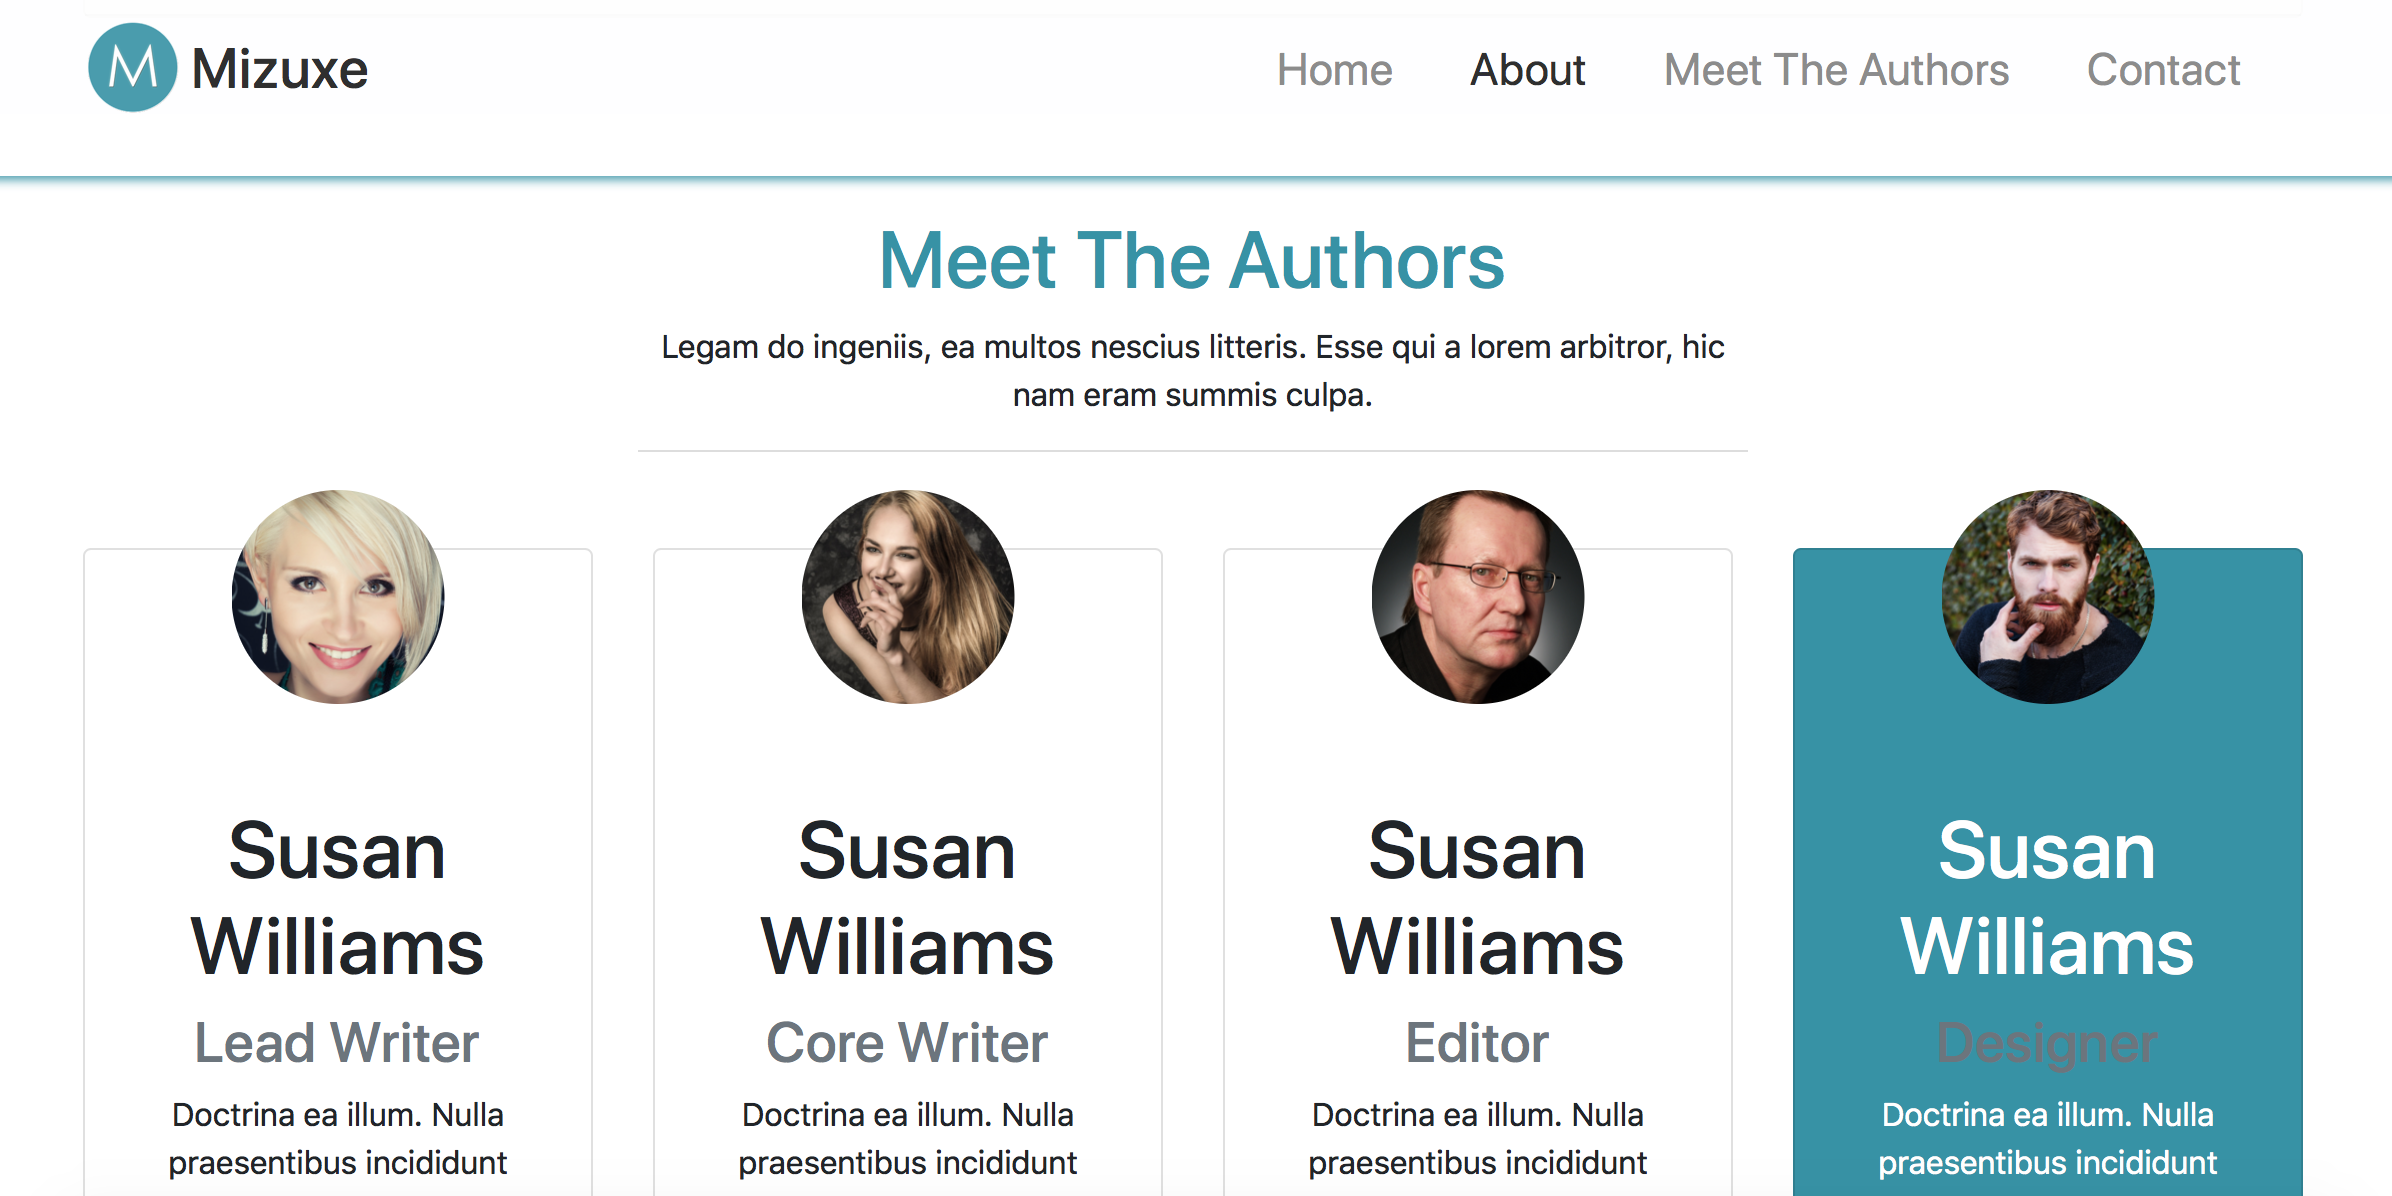 M Mizuxe
Home About Meet The Authors Contact
Meet The Authors
Legam do ingeniis, ea multos nescius litteris. Esse qui a lorem arbitror, hic
nam eram summis culpa.
Susan
Williams
Lead Writer
Doctrina ea illum. Nulla
praesentibus incididunt
Susan
Williams
Core Writer
Doctrina ea illum. Nulla
praesentibus incididunt
Susan
Williams
Editor
Doctrina ea illum. Nulla
praesentibus incididunt
Susan
Williams
Designer
Doctrina ea illum. Nulla
praesentibus incididunt